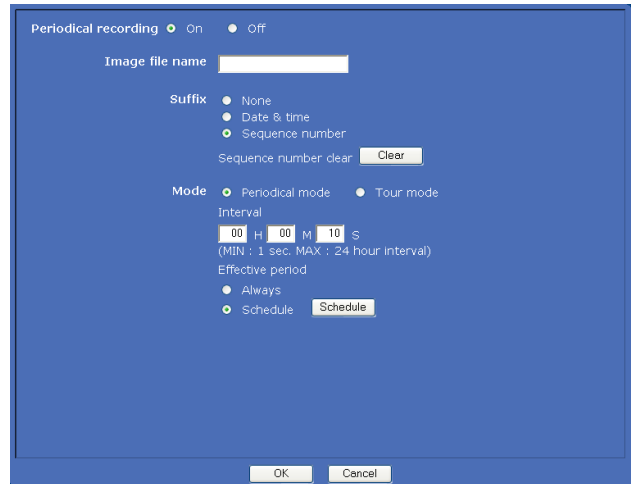 Periodical recording On Off
Image file name
Suffix None
Date & time
Sequence number
Sequence number clear Clear
Mode Periodical mode Tour mode
Interval
00 H 00 M 10 S
(MIN : 1 sec. MAX : 24 hour interval)
Effective period
Always
Schedule Schedule
OK Cancel